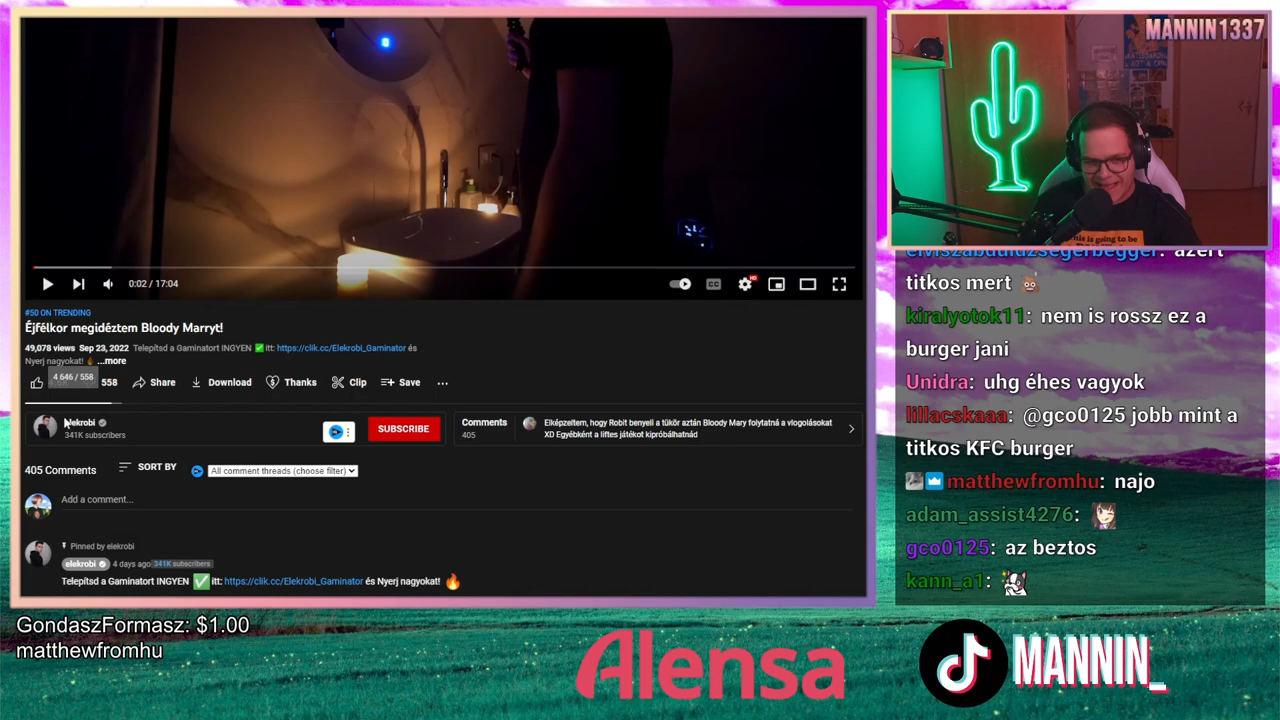 0:02 / 17:04
#50 ON TRENDING
Éjfélkor megidéztem Bloody Marryt!
49,078 views Sep 23, 2022 Telepítsd a Gaminatort INGYEN ✅ itt: https://clik.cc/Elekrobi_Gaminator és
Nyerj nagyokat! 🔥 ...more
4 646 / 558
558 Share Download Thanks Clip Save ...
elekrobi
341K subscribers
SUBSCRIBE
Comments
405
Elképzeltem, hogy Robit benyeli a tükör aztán Bloody Mary folytatná a vlogolásokat
XD Egyébként a liftes játékot kipróbálhatnád
405 Comments SORT BY All comment threads (choose filter)
Add a comment...
Pinned by elekrobi
elekrobi 4 days ago 341K subscribers
Telepítsd a Gaminatort INGYEN ✅ itt: https://clik.cc/Elekrobi_Gaminator és Nyerj nagyokat! 🔥
MANNIN1337
This is going to be
elviszabduluzsegerbegger: azért
titkos mert 💩
kiralyotok11: nem is rossz ez a
burger jani
Unidra: uhg éhes vagyok
lillacskaaa: @gco0125 jobb mint a
titkos KFC burger
matthewfromhu: najo
adam_assist4276:
gco0125: az beztos
kann_a1:
GondaszFormasz: $1.00
matthewfromhu
Alensa
MANNIN_